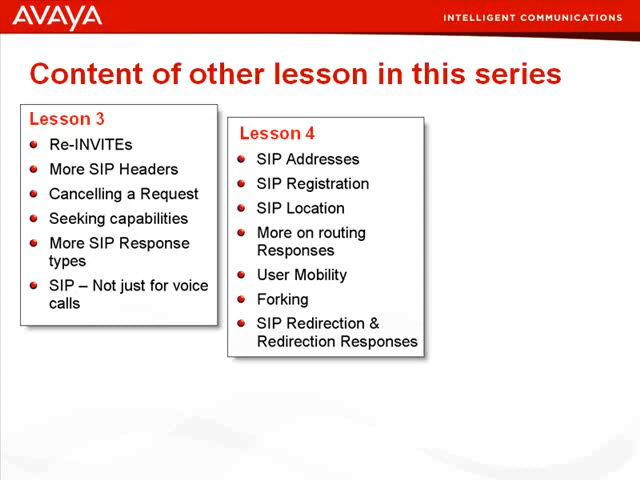 AVAYA
INTELLIGENT COMMUNICATIONS
Content of other lesson in this series
Lesson 3
Re-INVITEs
More SIP Headers
Cancelling a Request
Seeking capabilities
More SIP Response
types
SIP – Not just for voice
calls
Lesson 4
SIP Addresses
SIP Registration
SIP Location
More on routing
Responses
User Mobility
Forking
SIP Redirection &
Redirection Responses